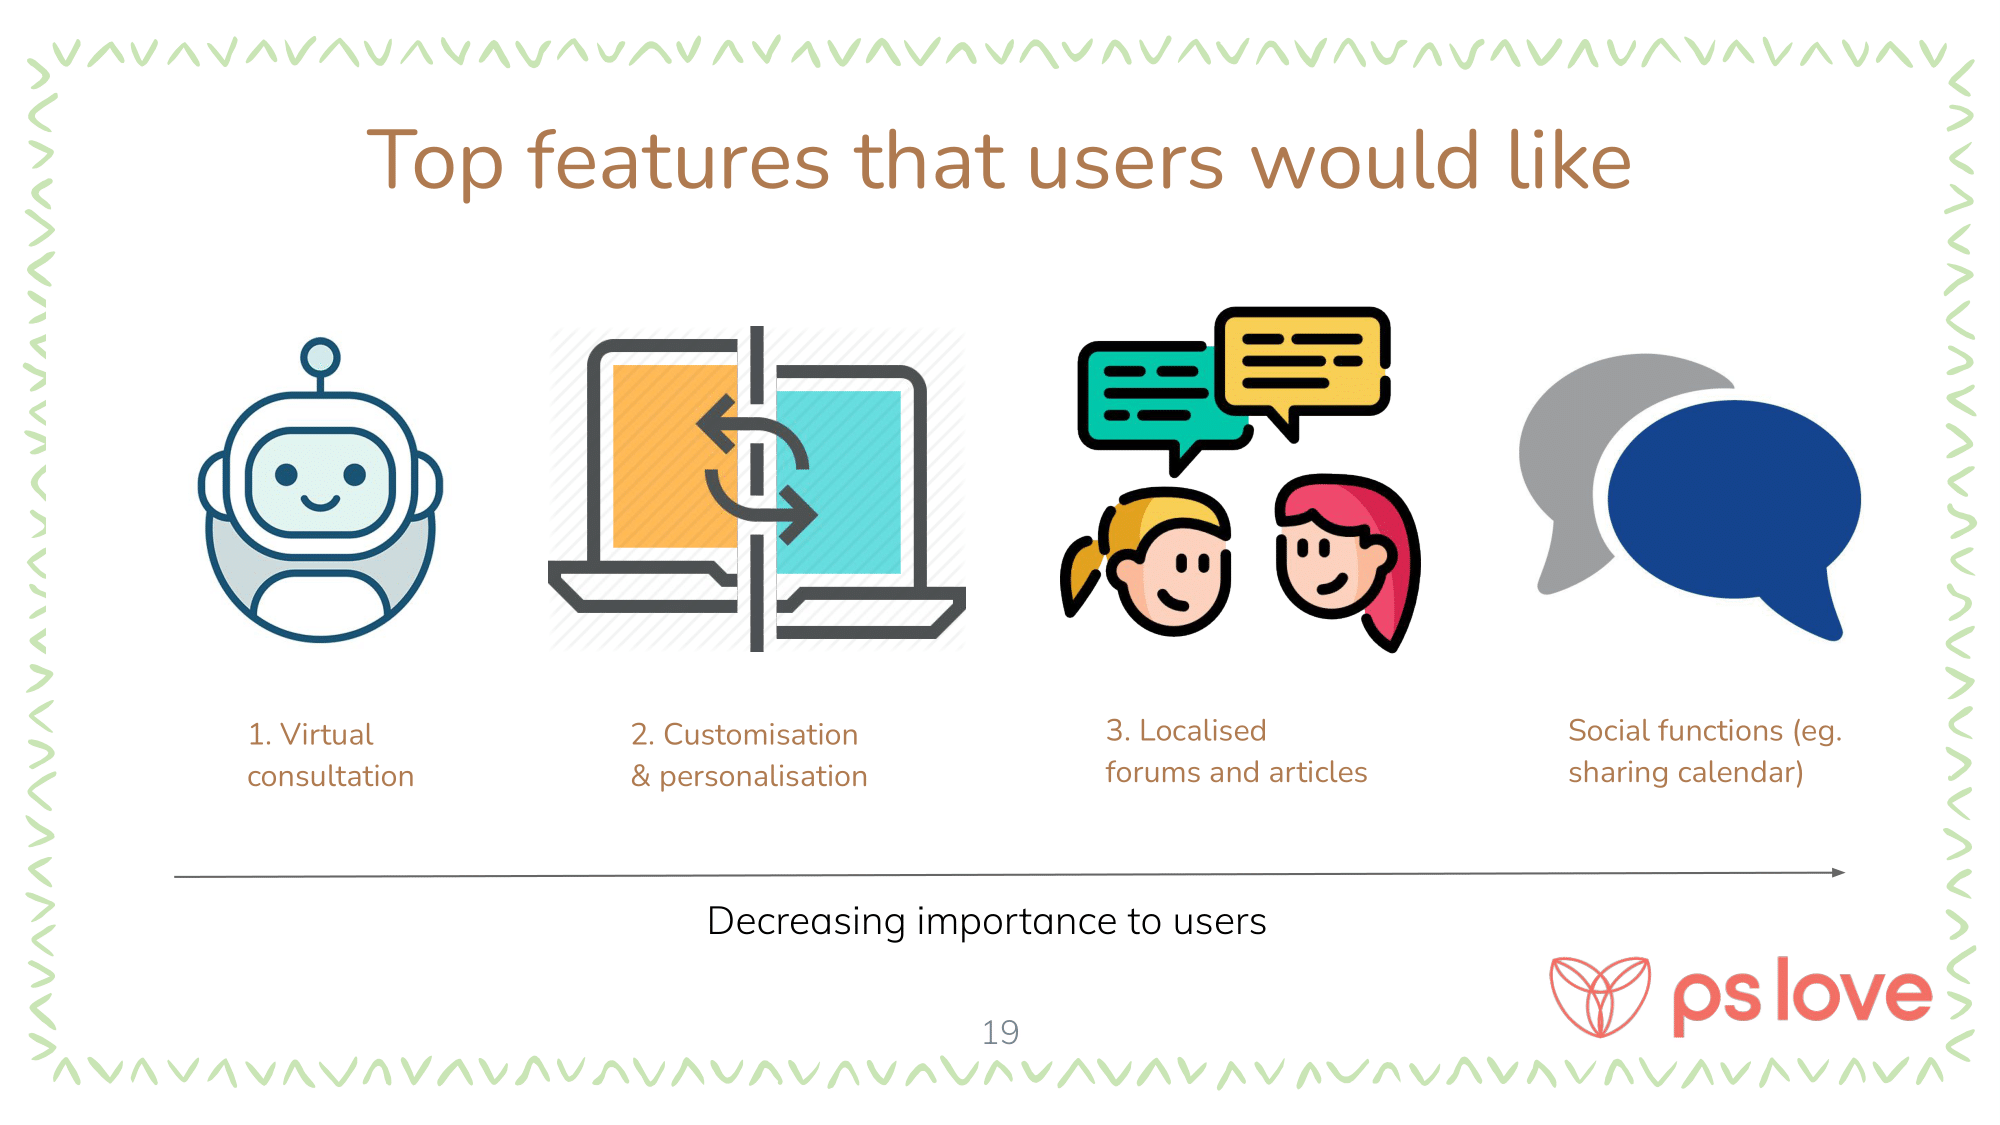 Top features that users would like
1. Virtual
consultation
2. Customisation
& personalisation
3. Localised
forums and articles
Social functions (eg.
sharing calendar)
Decreasing importance to users
ps love
19